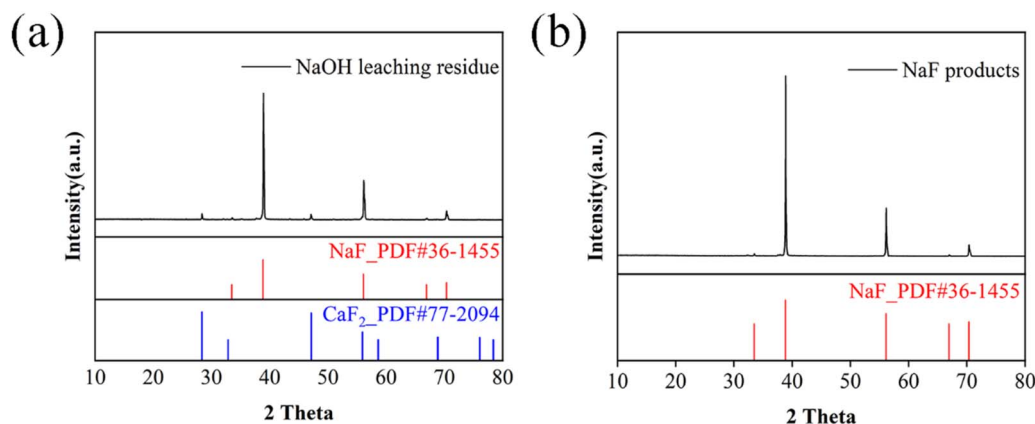 (a)
NaOH leaching residue
Intensity(a.u.)
NaF_PDF#36-1455
CaF₂_PDF#77-2094
10 20 30 40 50 60 70 80
2 Theta
(b)
NaF products
Intensity(a.u.)
NaF_PDF#36-1455
10 20 30 40 50 60 70 80
2 Theta